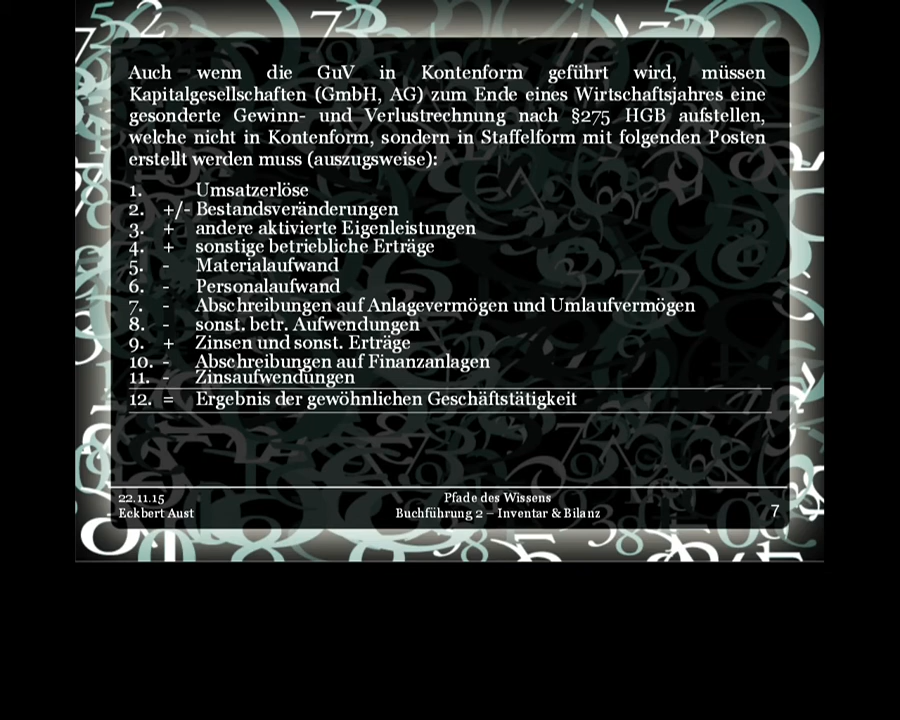 Auch wenn die GuV in Kontenform geführt wird, müssen
Kapitalgesellschaften (GmbH, AG) zum Ende eines Wirtschaftsjahres eine
gesonderte Gewinn- und Verlustrechnung nach §275 HGB aufstellen,
welche nicht in Kontenform, sondern in Staffelform mit folgenden Posten
erstellt werden muss (auszugsweise):
1. Umsatzerlöse
2. +/- Bestandsveränderungen
3. + andere aktivierte Eigenleistungen
4. + sonstige betriebliche Erträge
5. - Materialaufwand
6. - Personalaufwand
7. - Abschreibungen auf Anlagevermögen und Umlaufvermögen
8. - sonst. betr. Aufwendungen
9. + Zinsen und sonst. Erträge
10. - Abschreibungen auf Finanzanlagen
11. - Zinsaufwendungen
12. = Ergebnis der gewöhnlichen Geschäftstätigkeit
22.11.15
Eckbert Aust
Pfade des Wissens
Buchführung 2 – Inventar & Bilanz
7